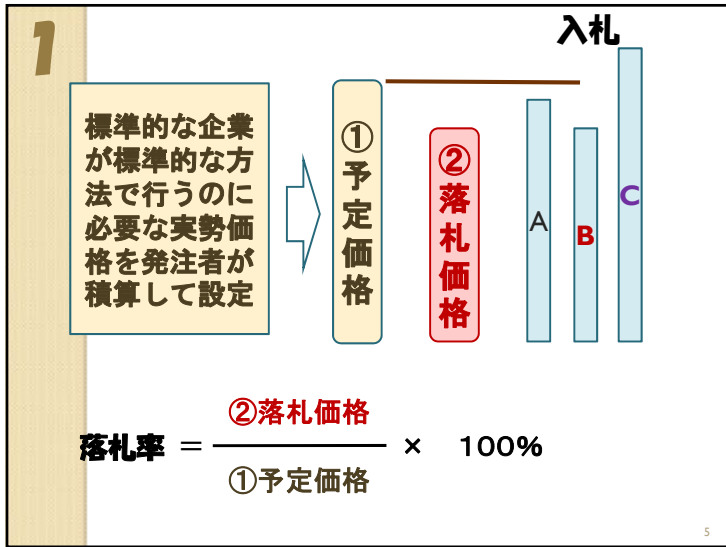 1
入札
標準的な企業
が標準的な方
法で行うのに
必要な実勢価
格を発注者が
積算して設定
①予定価格
②落札価格
A
B
C
落札率 = ②落札価格 / ①予定価格 × 100%
5